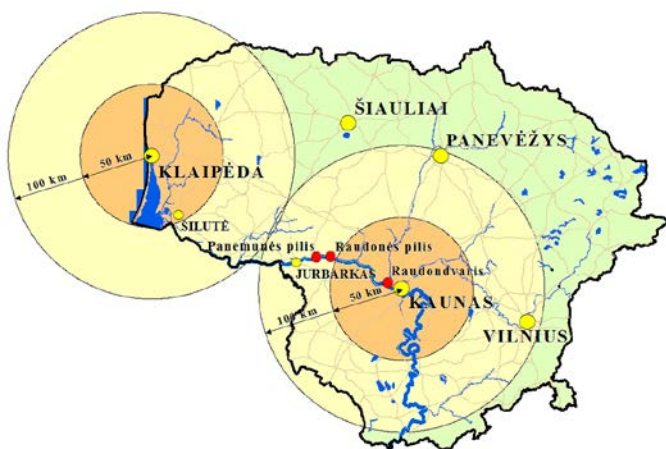 ŠIAULIAI
PANEVĖŽYS
KLAIPĖDA
50 km
100 km
ŠILUTĖ
Panemunės pilis
Raudonės pilis
JURBARKAS
Raudondvaris
KAUNAS
50 km
100 km
VILNIUS